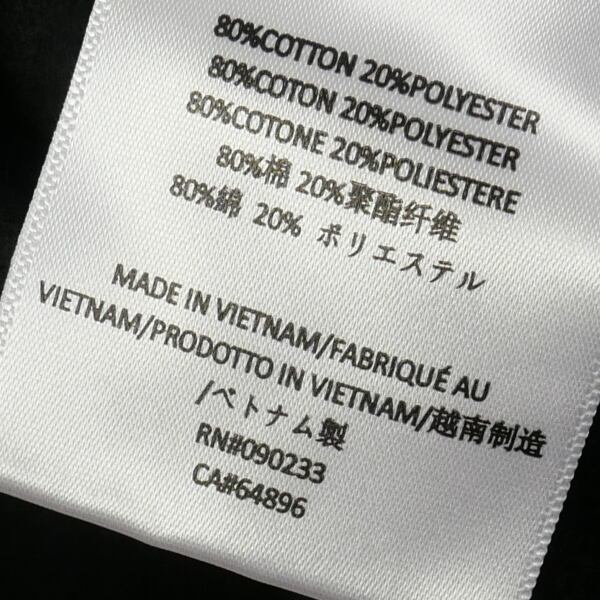 80%COTTON 20%POLYESTER
80%COTON 20%POLYESTER
80%COTONE 20%POLIESTERE
80%棉 20%聚酯纤维
80%綿 20% ポリエステル
MADE IN VIETNAM/FABRIQUÉ AU
VIETNAM/PRODOTTO IN VIETNAM/越南制造
/ベトナム製
RN#090233
CA#64896